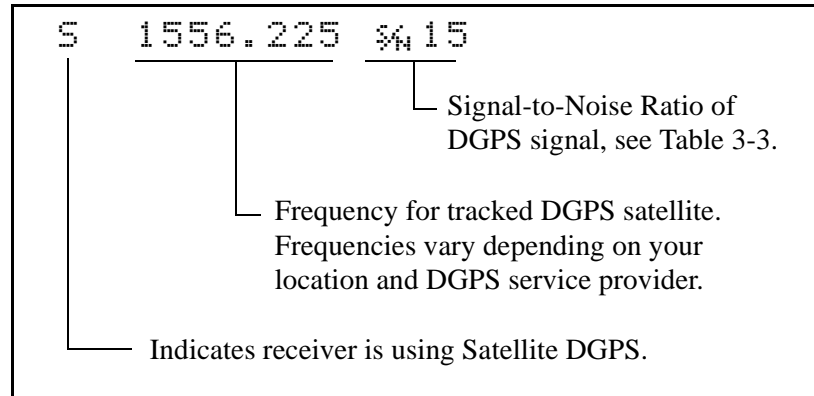 S 1556.225 S/N 15
Signal-to-Noise Ratio of
DGPS signal, see Table 3-3.
Frequency for tracked DGPS satellite.
Frequencies vary depending on your
location and DGPS service provider.
Indicates receiver is using Satellite DGPS.